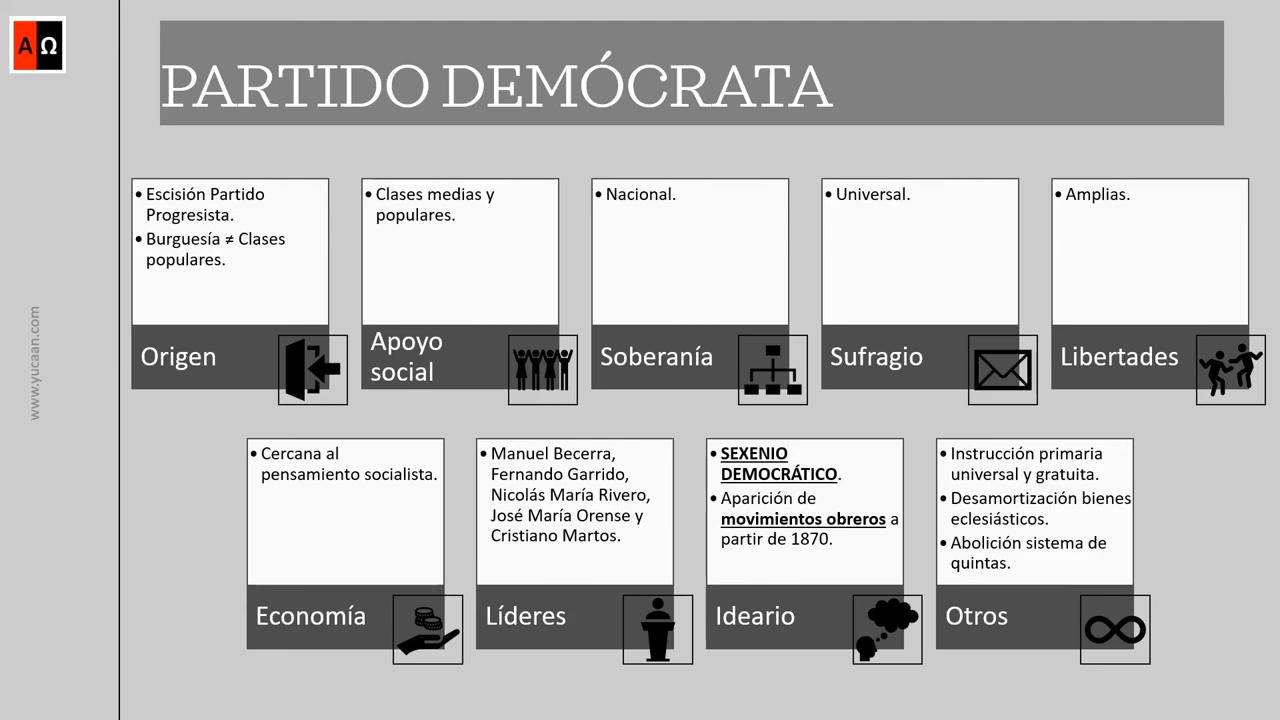 A Ω
PARTIDO DEMÓCRATA
• Escisión Partido
Progresista.
• Burguesía ≠ Clases
populares.
Origen
• Clases medias y
populares.
Apoyo
social
• Nacional.
Soberanía
• Universal.
Sufragio
• Amplias.
Libertades
• Cercana al
pensamiento socialista.
Economía
• Manuel Becerra,
Fernando Garrido,
Nicolás María Rivero,
José María Orense y
Cristiano Martos.
Líderes
• SEXENIO
DEMOCRÁTICO.
• Aparición de
movimientos obreros a
partir de 1870.
Ideario
• Instrucción primaria
universal y gratuita.
• Desamortización bienes
eclesiásticos.
• Abolición sistema de
quintas.
Otros
www.yucaan.com